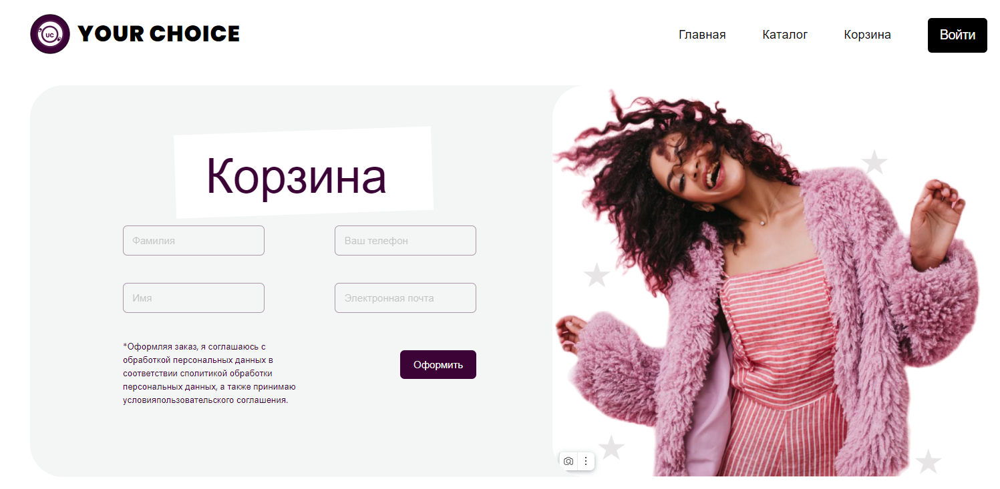 UC
YOUR CHOICE
Главная
Каталог
Корзина
Войти
Корзина
Фамилия
Ваш телефон
Имя
Электронная почта
*Оформляя заказ, я соглашаюсь с
обработкой персональных данных в
соответствии сполитикой обработки
персональных данных, а также принимаю
условияпользовательского соглашения.
Оформить